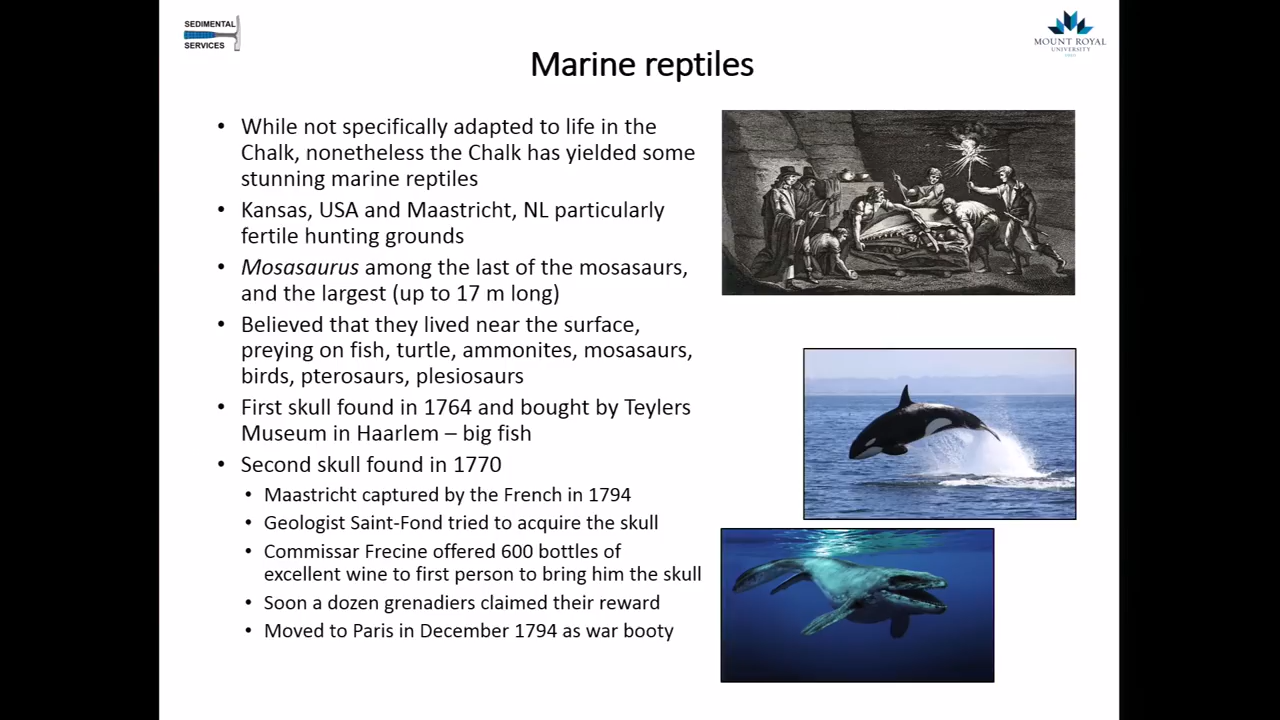 SEDIMENTAL
SERVICES
MOUNT ROYAL
UNIVERSITY
1910
Marine reptiles
• While not specifically adapted to life in the
Chalk, nonetheless the Chalk has yielded some
stunning marine reptiles
• Kansas, USA and Maastricht, NL particularly
fertile hunting grounds
• Mosasaurus among the last of the mosasaurs,
and the largest (up to 17 m long)
• Believed that they lived near the surface,
preying on fish, turtle, ammonites, mosasaurs,
birds, pterosaurs, plesiosaurs
• First skull found in 1764 and bought by Teylers
Museum in Haarlem – big fish
• Second skull found in 1770
• Maastricht captured by the French in 1794
• Geologist Saint-Fond tried to acquire the skull
• Commissar Frecine offered 600 bottles of
excellent wine to first person to bring him the skull
• Soon a dozen grenadiers claimed their reward
• Moved to Paris in December 1794 as war booty